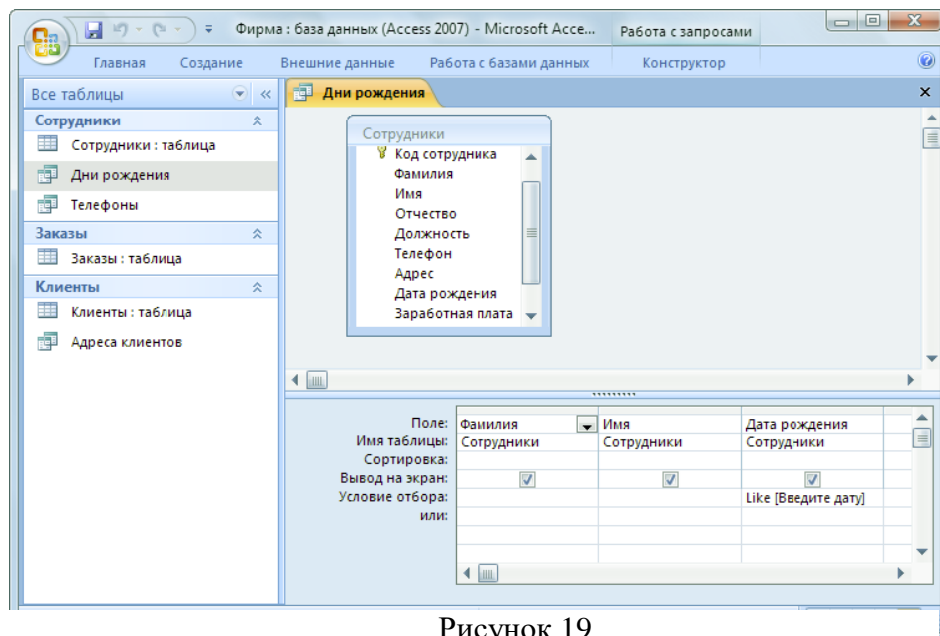 Фирма : база данных (Access 2007) - Microsoft Acce...
Работа с запросами
Главная Создание Внешние данные Работа с базами данных Конструктор
Все таблицы
Дни рождения
Сотрудники
Сотрудники : таблица
Дни рождения
Телефоны
Заказы
Заказы : таблица
Клиенты
Клиенты : таблица
Адреса клиентов
Сотрудники
Код сотрудника
Фамилия
Имя
Отчество
Должность
Телефон
Адрес
Дата рождения
Заработная плата
Поле: Фамилия Имя Дата рождения
Имя таблицы: Сотрудники Сотрудники Сотрудники
Сортировка:
Вывод на экран:
Условие отбора: Like [Введите дату]
или:
Рисунок 19